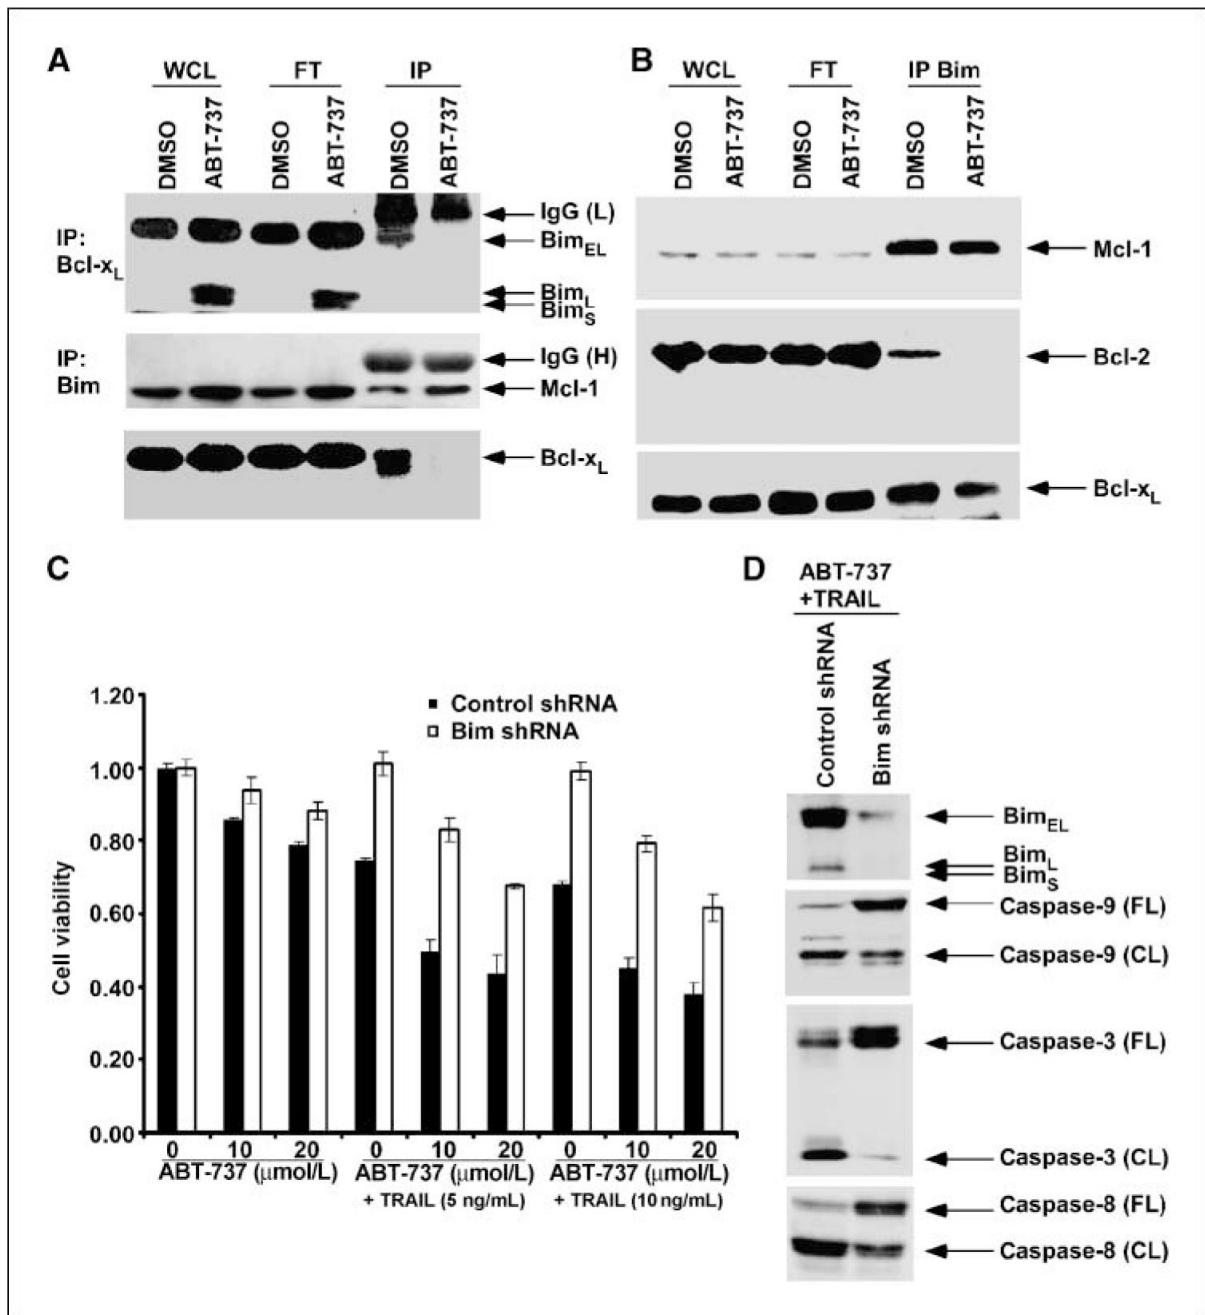 A
WCL FT IP
DMSO ABT-737 DMSO ABT-737 DMSO ABT-737
IP:
Bcl-xL
IgG (L)
BimEL
BimL
BimS
IP:
Bim
IgG (H)
Mcl-1
Bcl-xL
B
WCL FT IP Bim
DMSO ABT-737 DMSO ABT-737 DMSO ABT-737
Mcl-1
Bcl-2
Bcl-xL
C
Cell viability
1.20
1.00
0.80
0.60
0.40
0.20
0.00
Control shRNA
Bim shRNA
0 10 20 0 10 20 0 10 20
ABT-737 (μmol/L) ABT-737 (μmol/L) ABT-737 (μmol/L)
+ TRAIL (5 ng/mL) + TRAIL (10 ng/mL)
D
ABT-737
+TRAIL
Control shRNA Bim shRNA
BimEL
BimL
BimS
Caspase-9 (FL)
Caspase-9 (CL)
Caspase-3 (FL)
Caspase-3 (CL)
Caspase-8 (FL)
Caspase-8 (CL)